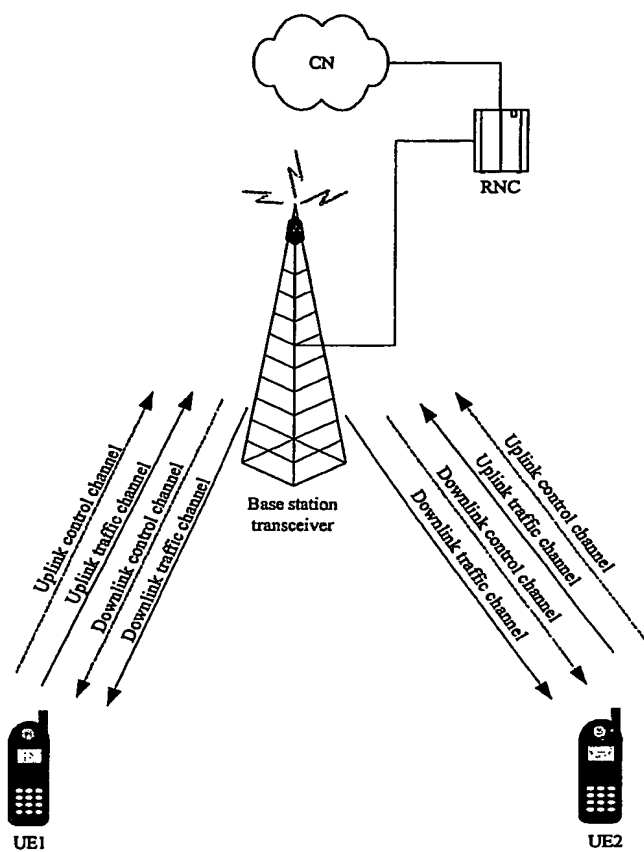 CN
RNC
Base station
transceiver
Uplink control channel
Uplink traffic channel
Downlink control channel
Downlink traffic channel
Downlink traffic channel
Downlink control channel
Uplink traffic channel
Uplink control channel
UE1
UE2